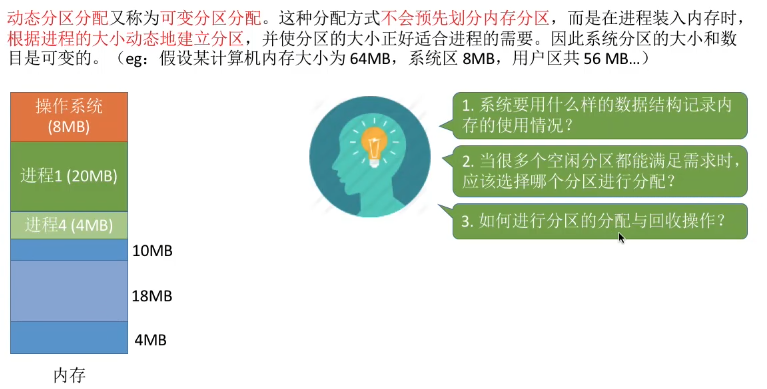 动态分区分配又称为可变分区分配。这种分配方式不会预先划分内存分区，而是在进程装入内存时，
根据进程的大小动态地建立分区，并使分区的大小正好适合进程的需要。因此系统分区的大小和数
目是可变的。（eg：假设某计算机内存大小为 64MB，系统区 8MB，用户区共 56 MB…）
操作系统
(8MB)
进程1 (20MB)
进程4 (4MB)
10MB
18MB
4MB
内存
1. 系统要用什么样的数据结构记录内
存的使用情况？
2. 当很多个空闲分区都能满足需求时，
应该选择哪个分区进行分配？
3. 如何进行分区的分配与回收操作？